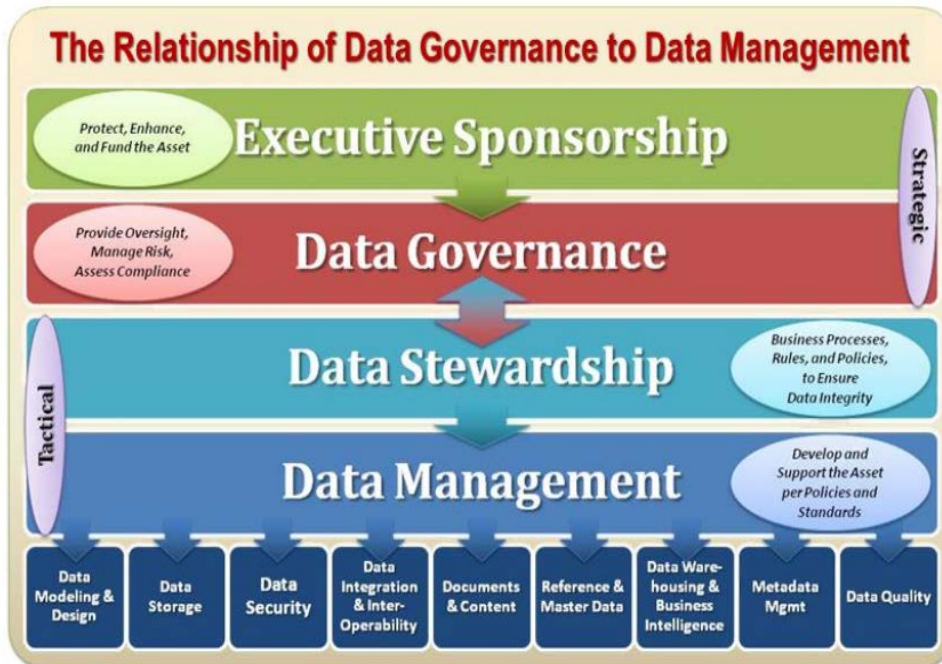 The Relationship of Data Governance to Data Management
Protect, Enhance,
and Fund the Asset
Executive Sponsorship
Strategic
Provide Oversight,
Manage Risk,
Assess Compliance
Data Governance
Tactical
Data Stewardship
Business Processes,
Rules, and Policies,
to Ensure
Data Integrity
Data Management
Develop and
Support the Asset
per Policies and
Standards
Data
Modeling &
Design
Data
Storage
Data
Security
Data
Integration
& Inter-
Operability
Documents
& Content
Reference &
Master Data
Data Ware-
housing &
Business
Intelligence
Metadata
Mgmt
Data Quality